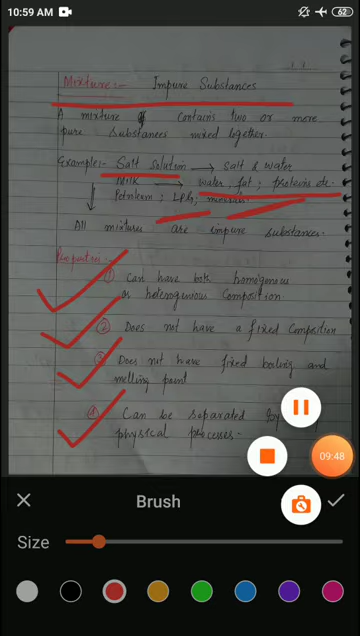 10:59 AM
62
Mixture:- Impure Substances
A mixture contains two or more
pure substances mixed together.
Examples- Salt solution → Salt & water
Milk → water, fat, proteins etc.
Petroleum, LPG,
All mixture are impure substances.
Properties:-
① Can have both homogenous
or heterogenious Composition.
② Does not have a fixed Compostion
③ Does not have fixed boiling and
melting point
④ Can be separated by
physical processes.
09:48
Brush
Size